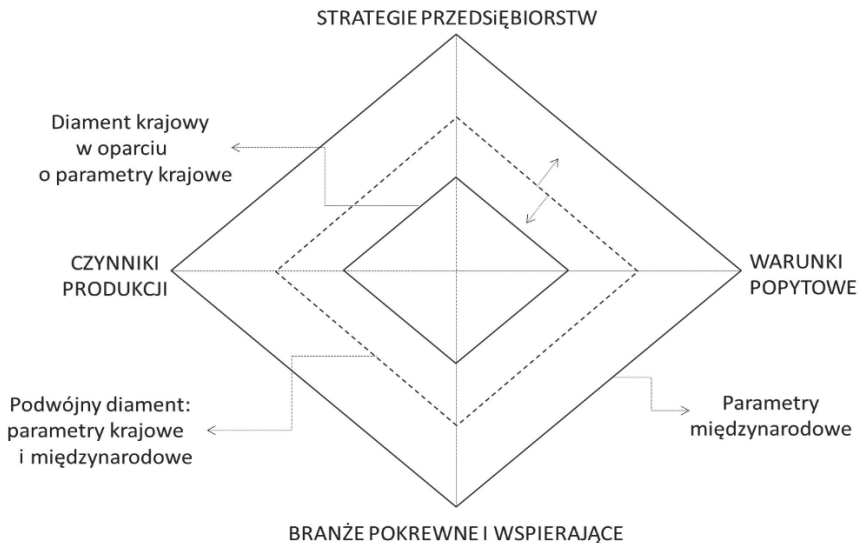 STRATEGIE PRZEDSiĘBIORSTW
Diament krajowy
w oparciu
o parametry krajowe
CZYNNIKI
PRODUKCJI
WARUNKI
POPYTOWE
Podwójny diament:
parametry krajowe
i międzynarodowe
Parametry
międzynarodowe
BRANŻE POKREWNE I WSPIERAJĄCE